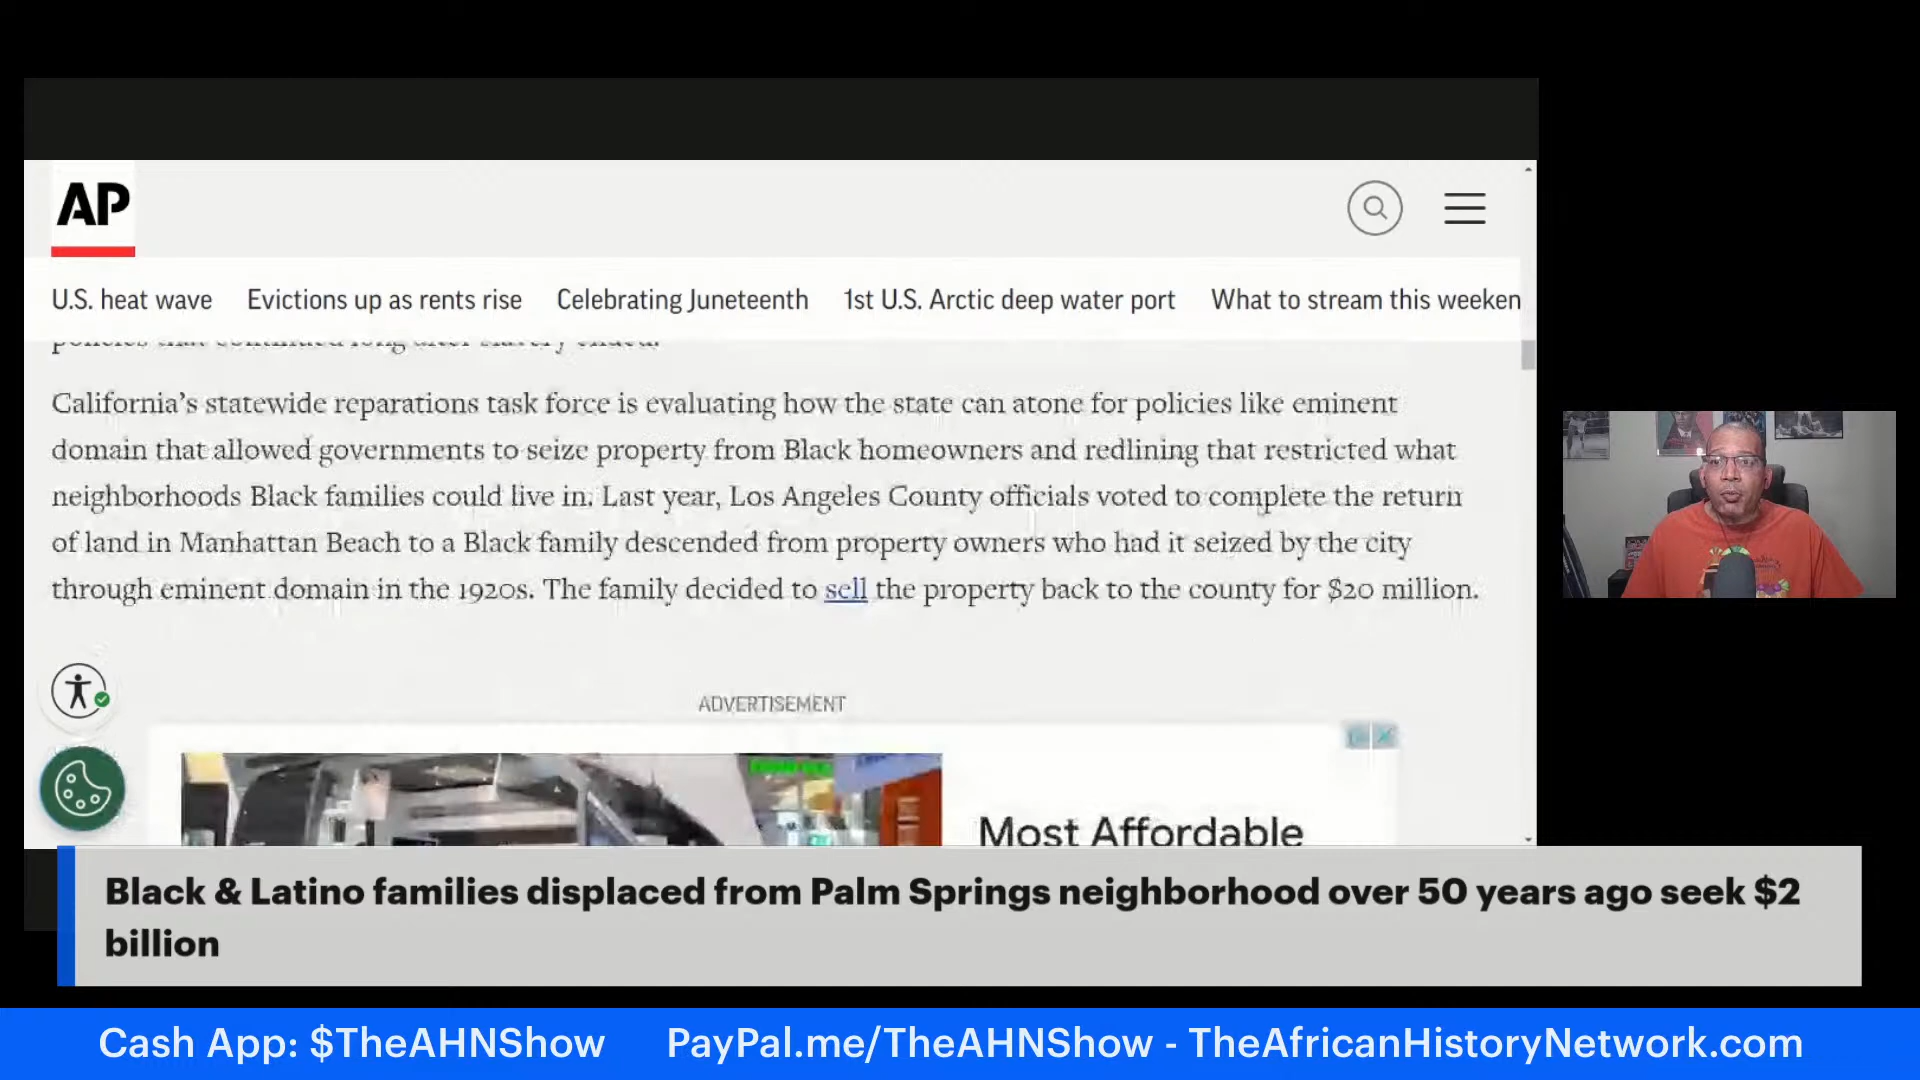 AP
U.S. heat wave Evictions up as rents rise Celebrating Juneteenth 1st U.S. Arctic deep water port What to stream this weeken
policies that continued long after slavery ended.
California’s statewide reparations task force is evaluating how the state can atone for policies like eminent
domain that allowed governments to seize property from Black homeowners and redlining that restricted what
neighborhoods Black families could live in. Last year, Los Angeles County officials voted to complete the return
of land in Manhattan Beach to a Black family descended from property owners who had it seized by the city
through eminent domain in the 1920s. The family decided to sell the property back to the county for $20 million.
ADVERTISEMENT
Most Affordable
Black & Latino families displaced from Palm Springs neighborhood over 50 years ago seek $2
billion
Cash App: $TheAHNShow PayPal.me/TheAHNShow - TheAfricanHistoryNetwork.com